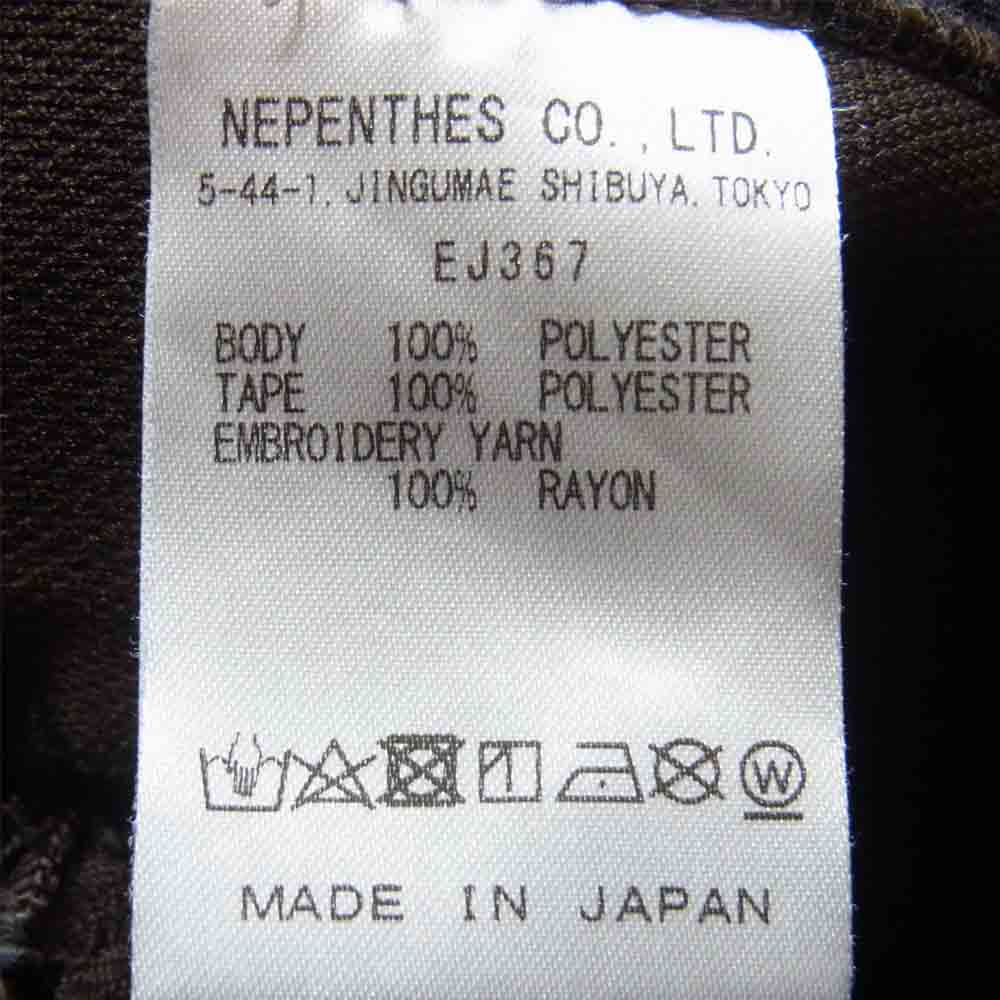 NEPENTHES CO., LTD.
5-44-1, JINGUMAE SHIBUYA, TOKYO
EJ367
BODY 100% POLYESTER
TAPE 100% POLYESTER
EMBROIDERY YARN
100% RAYON
W
MADE IN JAPAN